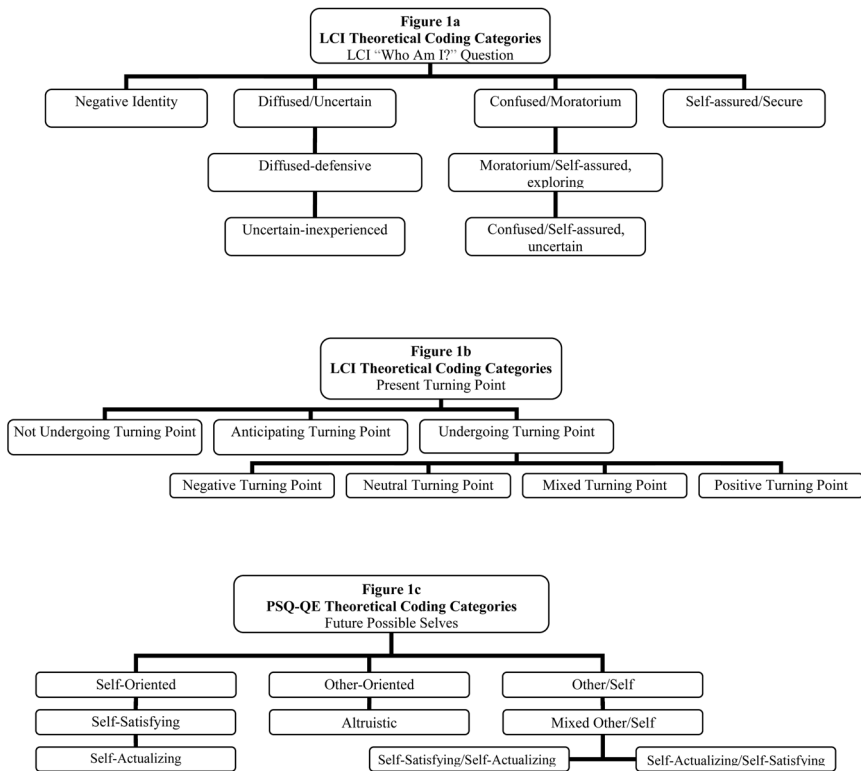 Figure 1a
LCI Theoretical Coding Categories
LCI “Who Am I?” Question
Negative Identity
Diffused/Uncertain
Confused/Moratorium
Self-assured/Secure
Diffused-defensive
Moratorium/Self-assured,
exploring
Uncertain-inexperienced
Confused/Self-assured,
uncertain
Figure 1b
LCI Theoretical Coding Categories
Present Turning Point
Not Undergoing Turning Point
Anticipating Turning Point
Undergoing Turning Point
Negative Turning Point
Neutral Turning Point
Mixed Turning Point
Positive Turning Point
Figure 1c
PSQ-QE Theoretical Coding Categories
Future Possible Selves
Self-Oriented
Other-Oriented
Other/Self
Self-Satisfying
Altruistic
Mixed Other/Self
Self-Actualizing
Self-Satisfying/Self-Actualizing
Self-Actualizing/Self-Satisfying